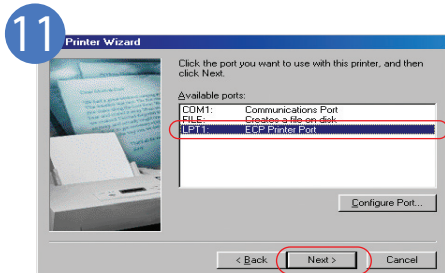 11
Printer Wizard
Click the port you want to use with this printer, and then
click Next.
Available ports:
COM1: Communications Port
FILE: Creates a file on disk
LPT1: ECP Printer Port
Configure Port...
< Back Next > Cancel